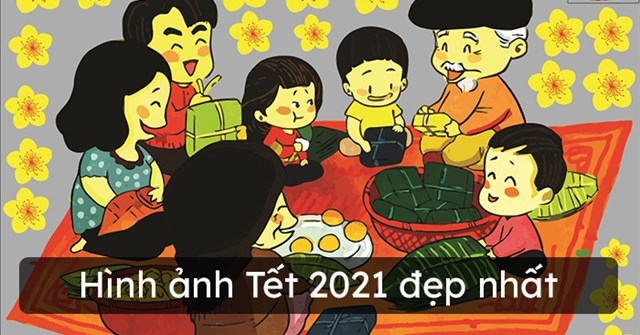 Hình ảnh Tết 2021 đẹp nhất